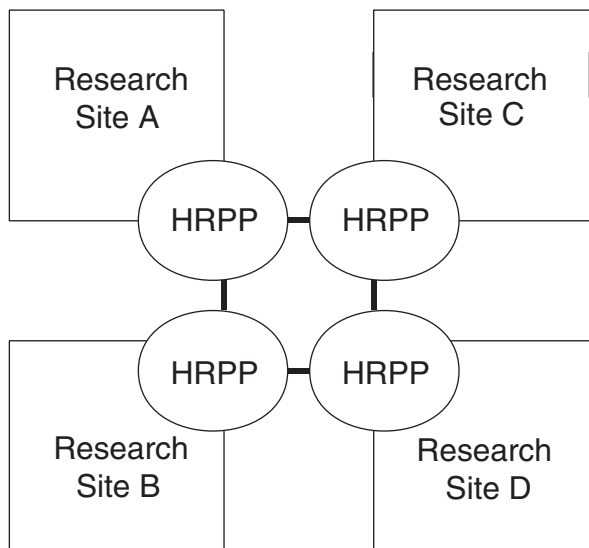 Research
Site A
Research
Site C
HRPP
HRPP
HRPP
HRPP
Research
Site B
Research
Site D